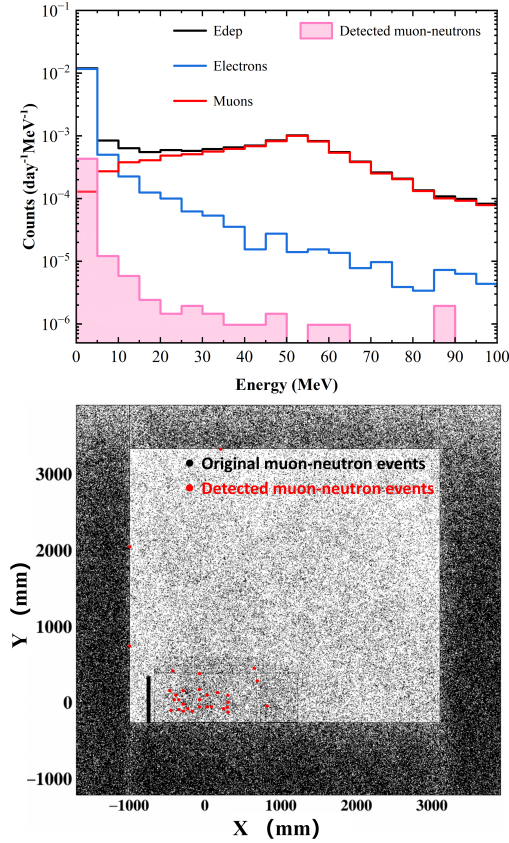 Edep
Detected muon-neutrons
Electrons
Muons
Counts (day⁻¹MeV⁻¹)
10⁻¹
10⁻²
10⁻³
10⁻⁴
10⁻⁵
10⁻⁶
0 10 20 30 40 50 60 70 80 90 100
Energy (MeV)
Original muon-neutron events
Detected muon-neutron events
Y (mm)
3000
2000
1000
0
−1000
−1000 0 1000 2000 3000
X (mm)